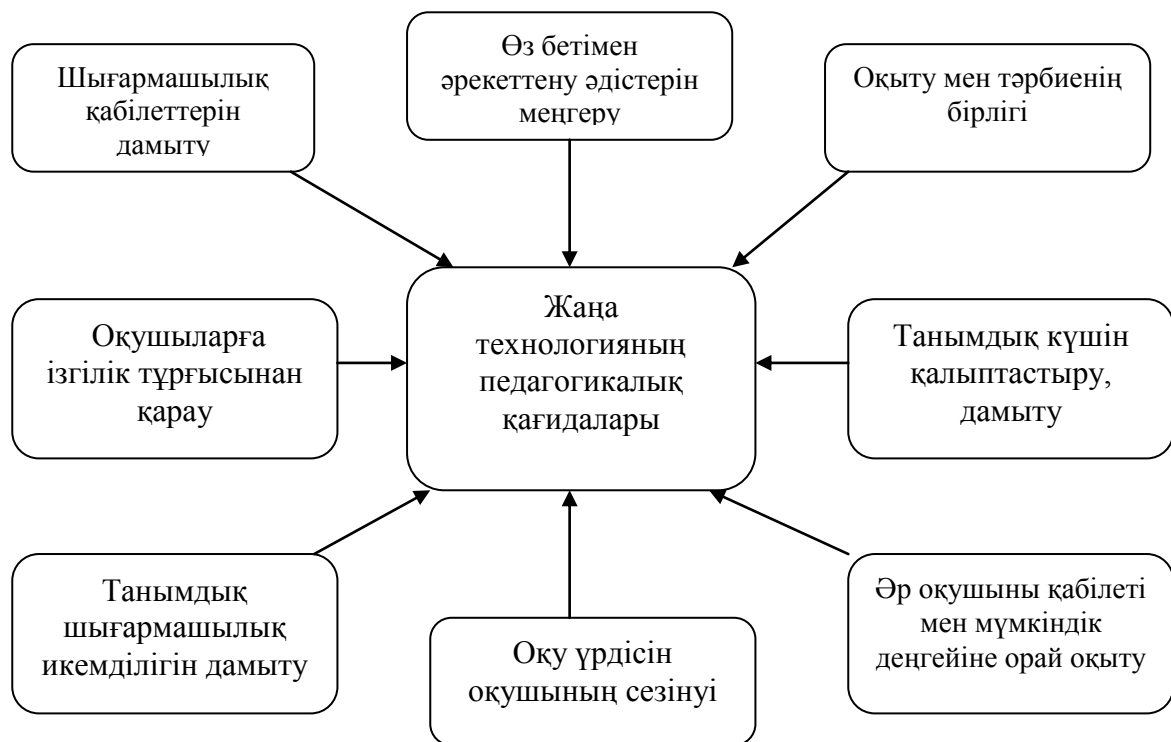 Шығармашылық
қабілеттерін
дамыту
Өз бетімен
әрекеттену әдістерін
меңгеру
Оқыту мен тәрбиенің
бірлігі
Оқушыларға
ізгілік тұрғысынан
қарау
Жаңа
технологияның
педагогикалық
қағидалары
Танымдық күшін
қалыптастыру,
дамыту
Танымдық
шығармашылық
икемділігін дамыту
Оқу үрдісін
оқушының сезінуі
Әр оқушыны қабілеті
мен мүмкіндік
деңгейіне орай оқыту